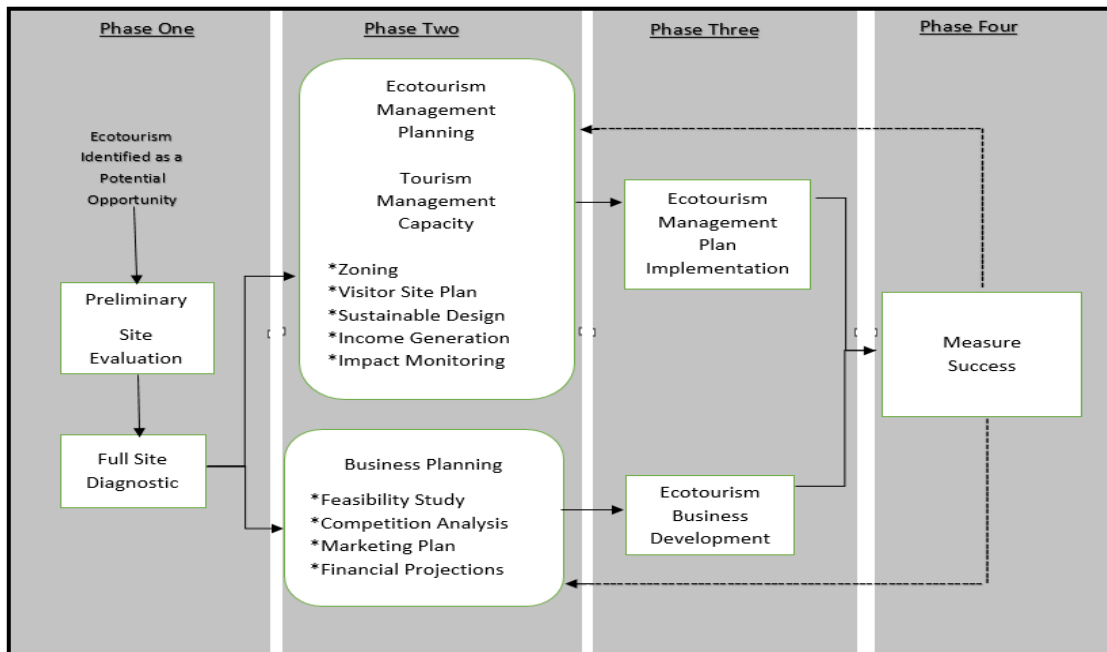 Phase One
Phase Two
Phase Three
Phase Four
Ecotourism
Identified as a
Potential
Opportunity
Preliminary
Site
Evaluation
Full Site
Diagnostic
Ecotourism
Management
Planning
Tourism
Management
Capacity
*Zoning
*Visitor Site Plan
*Sustainable Design
*Income Generation
*Impact Monitoring
Business Planning
*Feasibility Study
*Competition Analysis
*Marketing Plan
*Financial Projections
Ecotourism
Management
Plan
Implementation
Ecotourism
Business
Development
Measure
Success